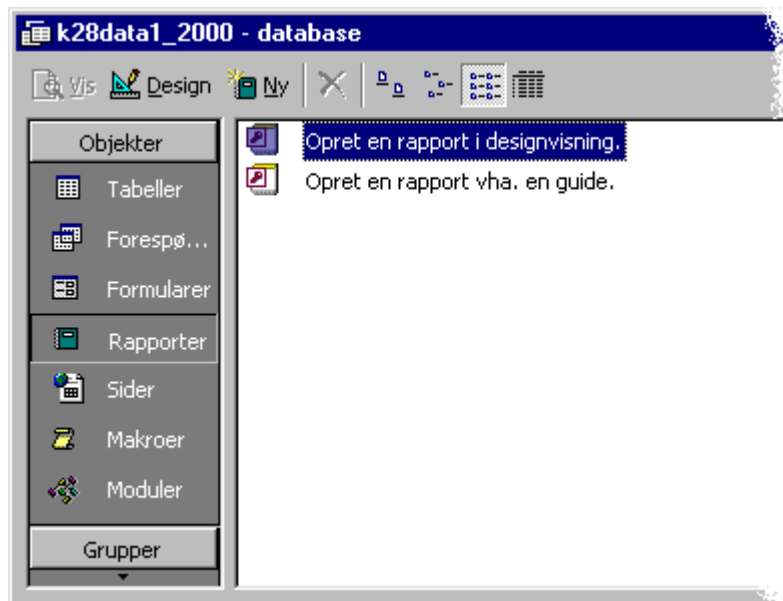 k28data1_2000 - database
Vis Design Ny
Objekter
Tabeller
Forespø...
Formularer
Rapporter
Sider
Makroer
Moduler
Grupper
Opret en rapport i designvisning.
Opret en rapport vha. en guide.